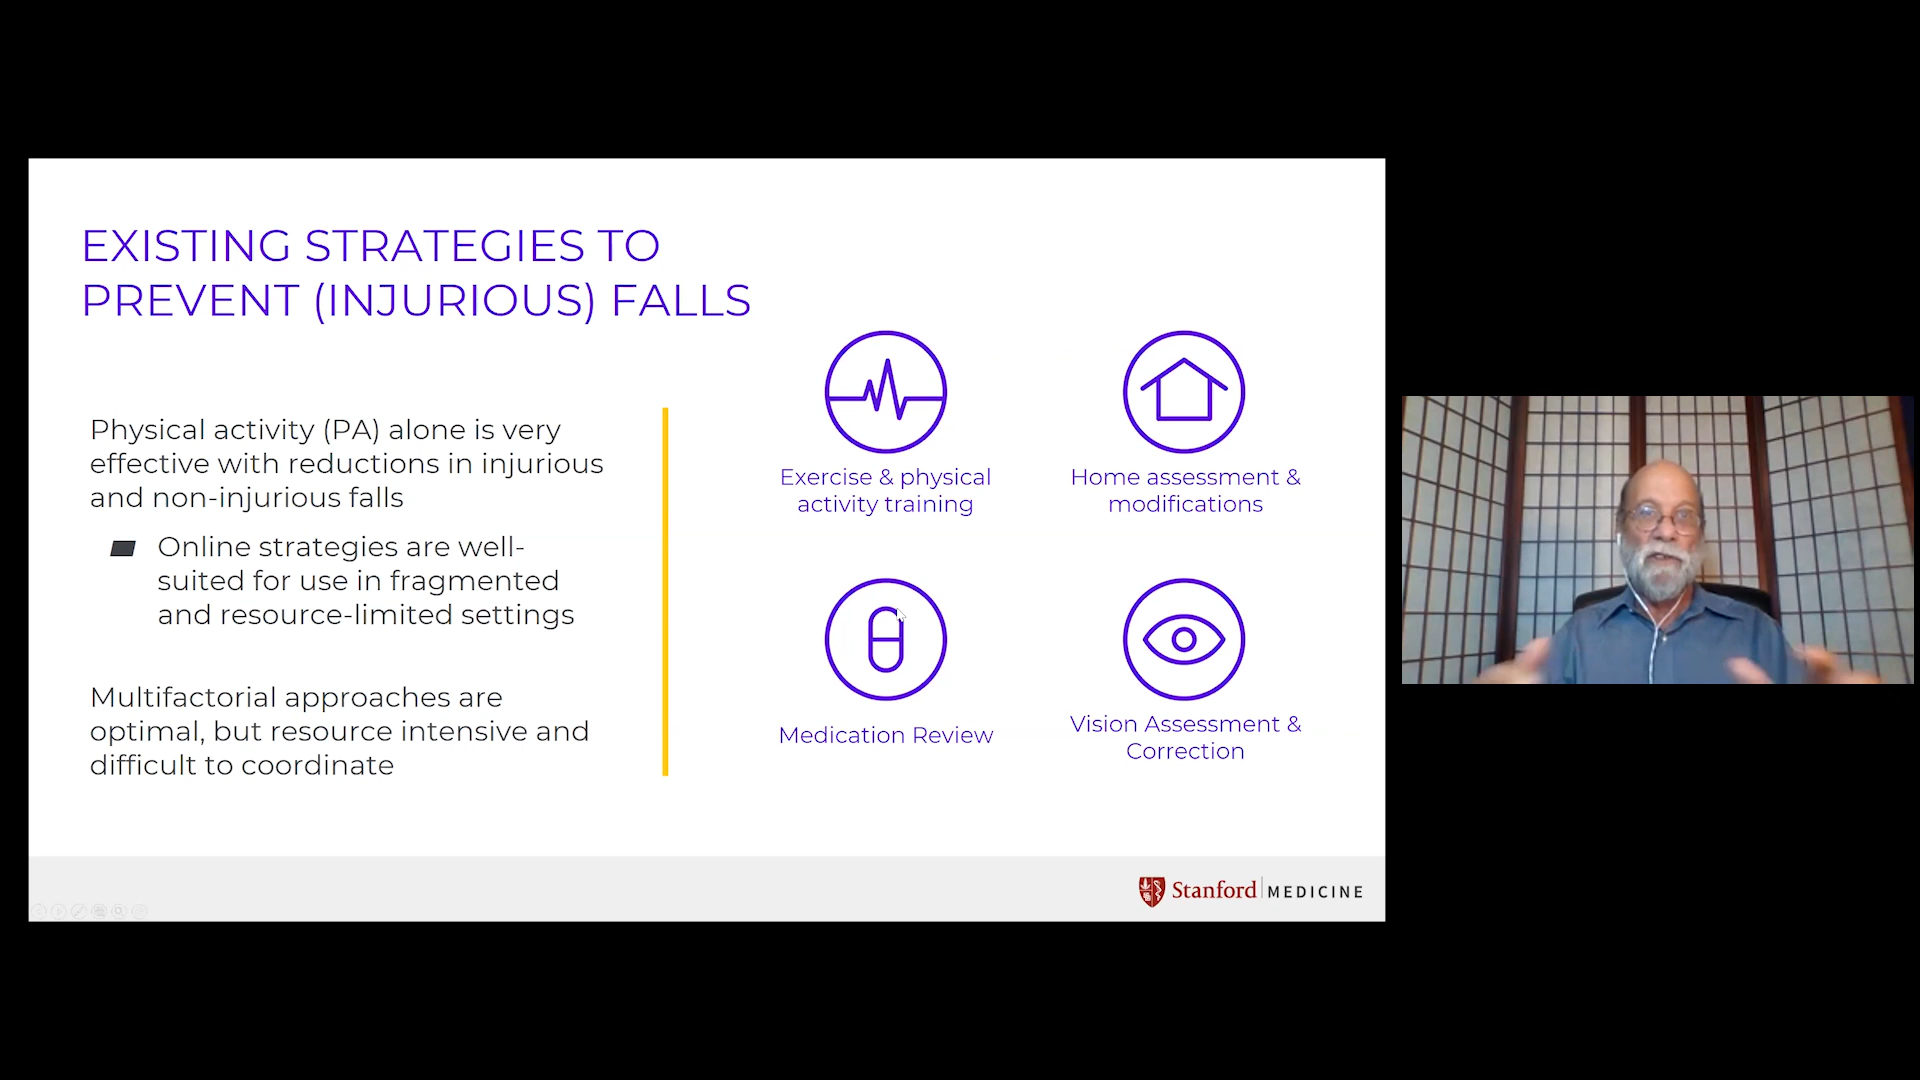 EXISTING STRATEGIES TO
PREVENT (INJURIOUS) FALLS
Physical activity (PA) alone is very
effective with reductions in injurious
and non-injurious falls
Online strategies are well-
suited for use in fragmented
and resource-limited settings
Multifactorial approaches are
optimal, but resource intensive and
difficult to coordinate
Exercise & physical
activity training
Home assessment &
modifications
Medication Review
Vision Assessment &
Correction
Stanford MEDICINE